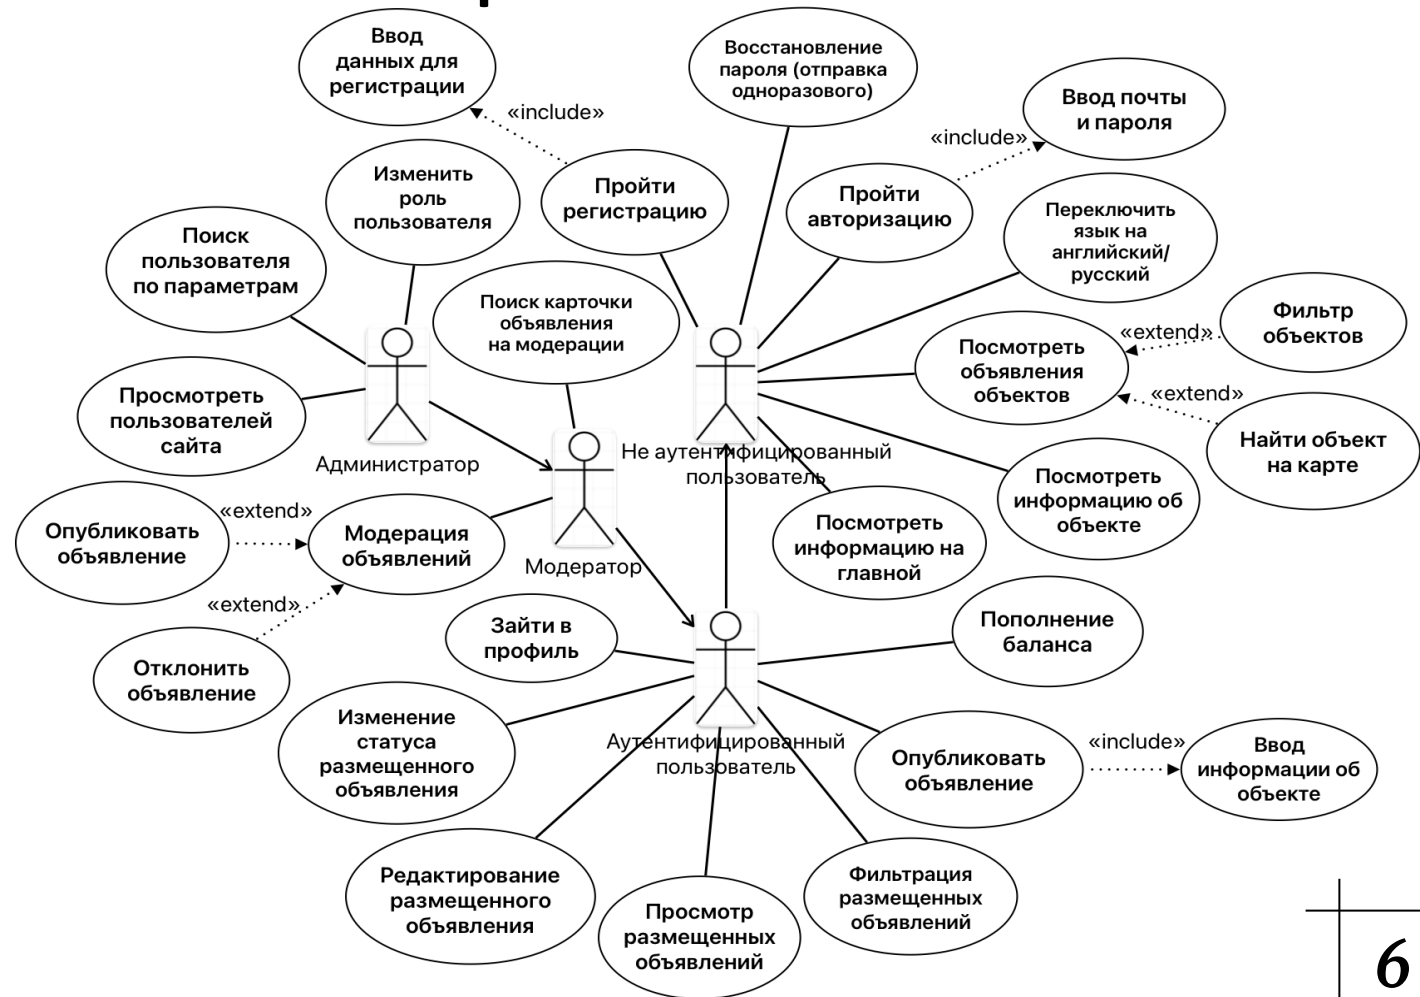 Ввод
данных для
регистрации
«include»
Восстановление
пароля (отправка
одноразового)
Ввод почты
и пароля
«include»
Изменить
роль
пользователя
Пройти
регистрацию
Пройти
авторизацию
Переключить
язык на
английский/
русский
Поиск
пользователя
по параметрам
Поиск карточки
объявления
на модерации
Фильтр
объектов
«extend»
Посмотреть
объявления
объектов
«extend»
Просмотреть
пользователей
сайта
Найти объект
на карте
Администратор
Не аутентифицированный
пользователь
Посмотреть
информацию об
объекте
Опубликовать
объявление
«extend»
Модерация
объявлений
Посмотреть
информацию на
главной
Модератор
«extend»
Отклонить
объявление
Зайти в
профиль
Пополнение
баланса
Изменение
статуса
размещенного
объявления
Аутентифицированный
пользователь
Опубликовать
объявление
«include»
Ввод
информации об
объекте
Редактирование
размещенного
объявления
Просмотр
размещенных
объявлений
Фильтрация
размещенных
объявлений
6